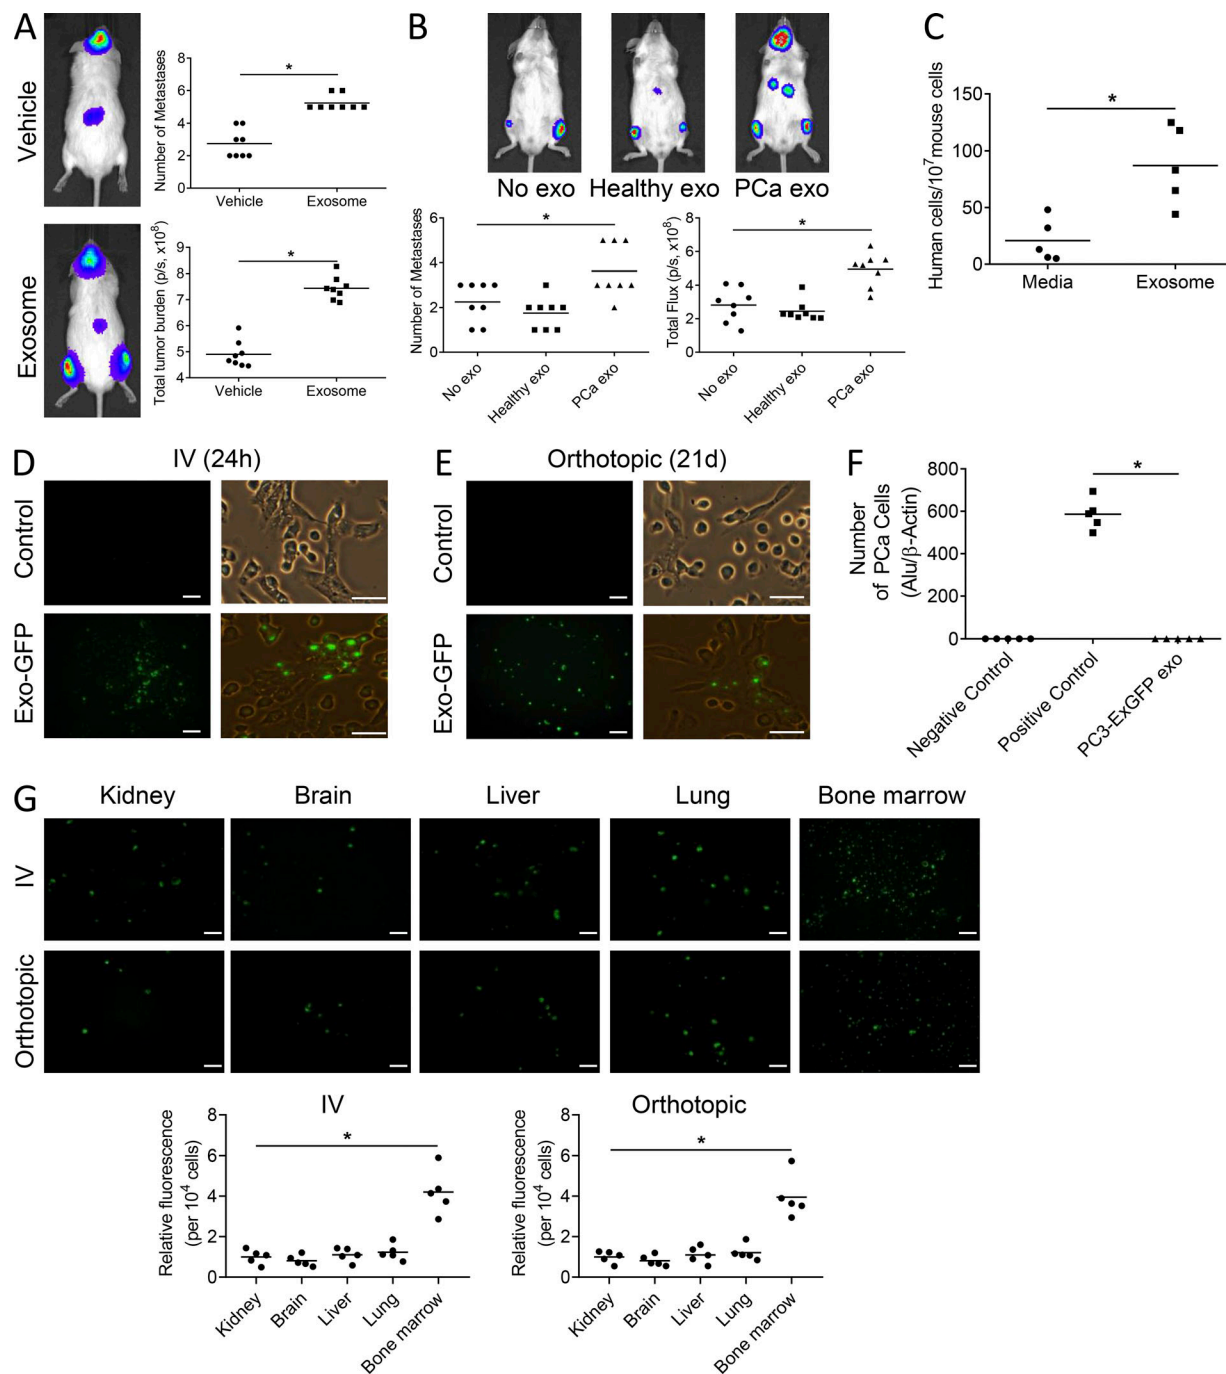 A
Vehicle
Number of Metastases
8
6
4
2
0
*
Vehicle
Exosome
Exosome
Total tumor burden (p/s, x10⁸)
9
8
7
6
5
4
*
Vehicle
Exosome
B
No exo
Healthy exo
PCa exo
Number of Metastases
6
4
2
0
*
No exo
Healthy exo
PCa exo
Total Flux (p/s, x10⁸)
8
6
4
2
0
*
No exo
Healthy exo
PCa exo
C
Human cells/10⁷mouse cells
150
100
50
0
*
Media
Exosome
D
IV (24h)
Control
Exo-GFP
E
Orthotopic (21d)
Control
Exo-GFP
F
Number
of PCa Cells
(Alu/β-Actin)
800
600
400
200
0
*
Negative Control
Positive Control
PC3-ExGFP exo
G
Kidney
Brain
Liver
Lung
Bone marrow
IV
Orthotopic
IV
Relative fluorescence
(per 10⁴ cells)
8
6
4
2
0
*
Kidney
Brain
Liver
Lung
Bone marrow
Orthotopic
Relative fluorescence
(per 10⁴ cells)
8
6
4
2
0
*
Kidney
Brain
Liver
Lung
Bone marrow